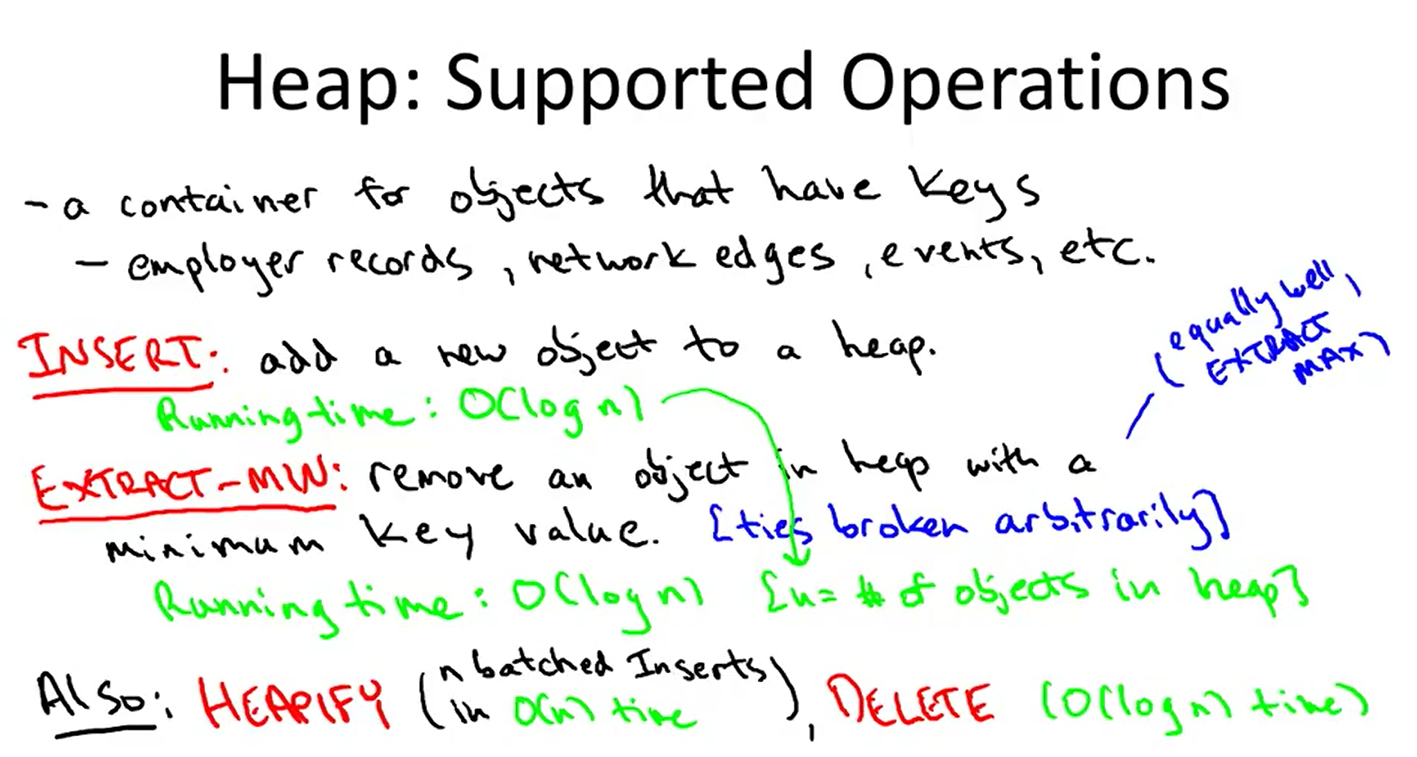 Heap: Supported Operations
- a container for objects that have keys
- employer records, network edges, events, etc.
INSERT: add a new object to a heap.
Running time: O(log n)
(equally well,
EXTRACT
MAX)
EXTRACT-MIN: remove an object in heap with a
minimum key value. [ties broken arbitrarily]
Running time: O(log n) [n = # of objects in heap]
Also: HEAPIFY (n batched Inserts
in O(n) time), DELETE (O(log n) time)